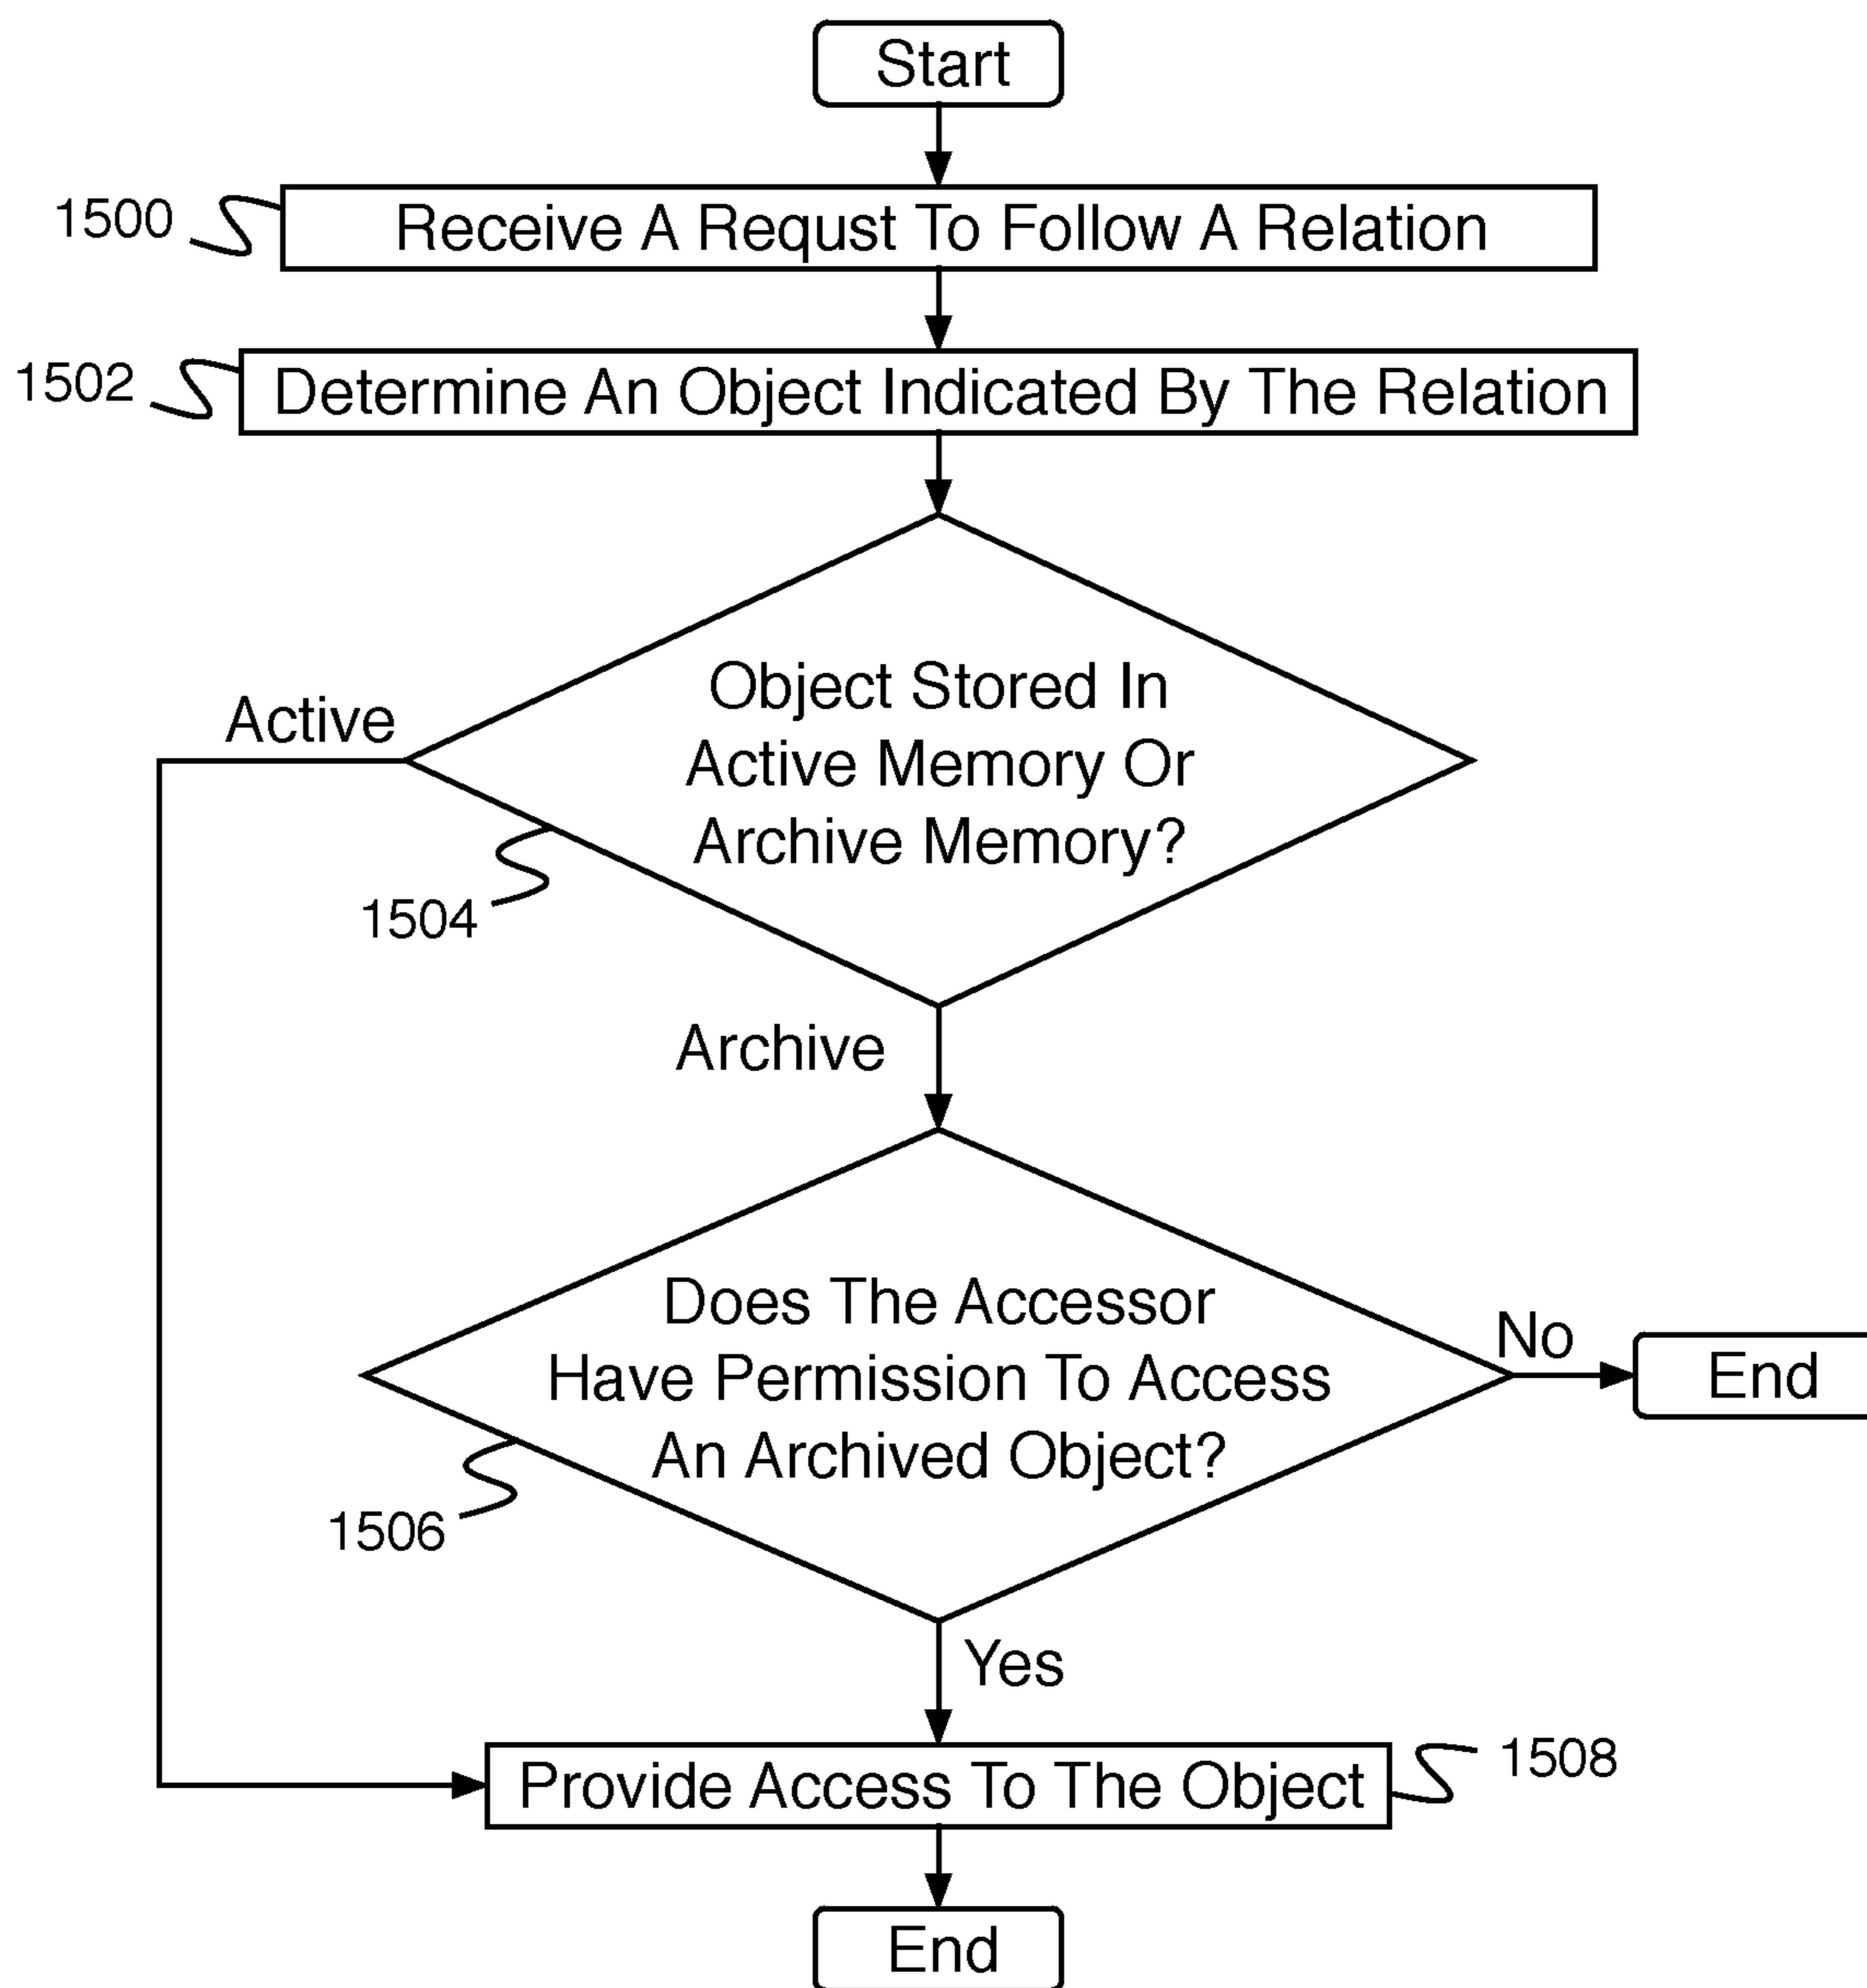 Start
1500
Receive A Requst To Follow A Relation
1502
Determine An Object Indicated By The Relation
Object Stored In
Active Memory Or
Archive Memory?
Active
1504
Archive
Does The Accessor
Have Permission To Access
An Archived Object?
No
End
1506
Yes
Provide Access To The Object
1508
End